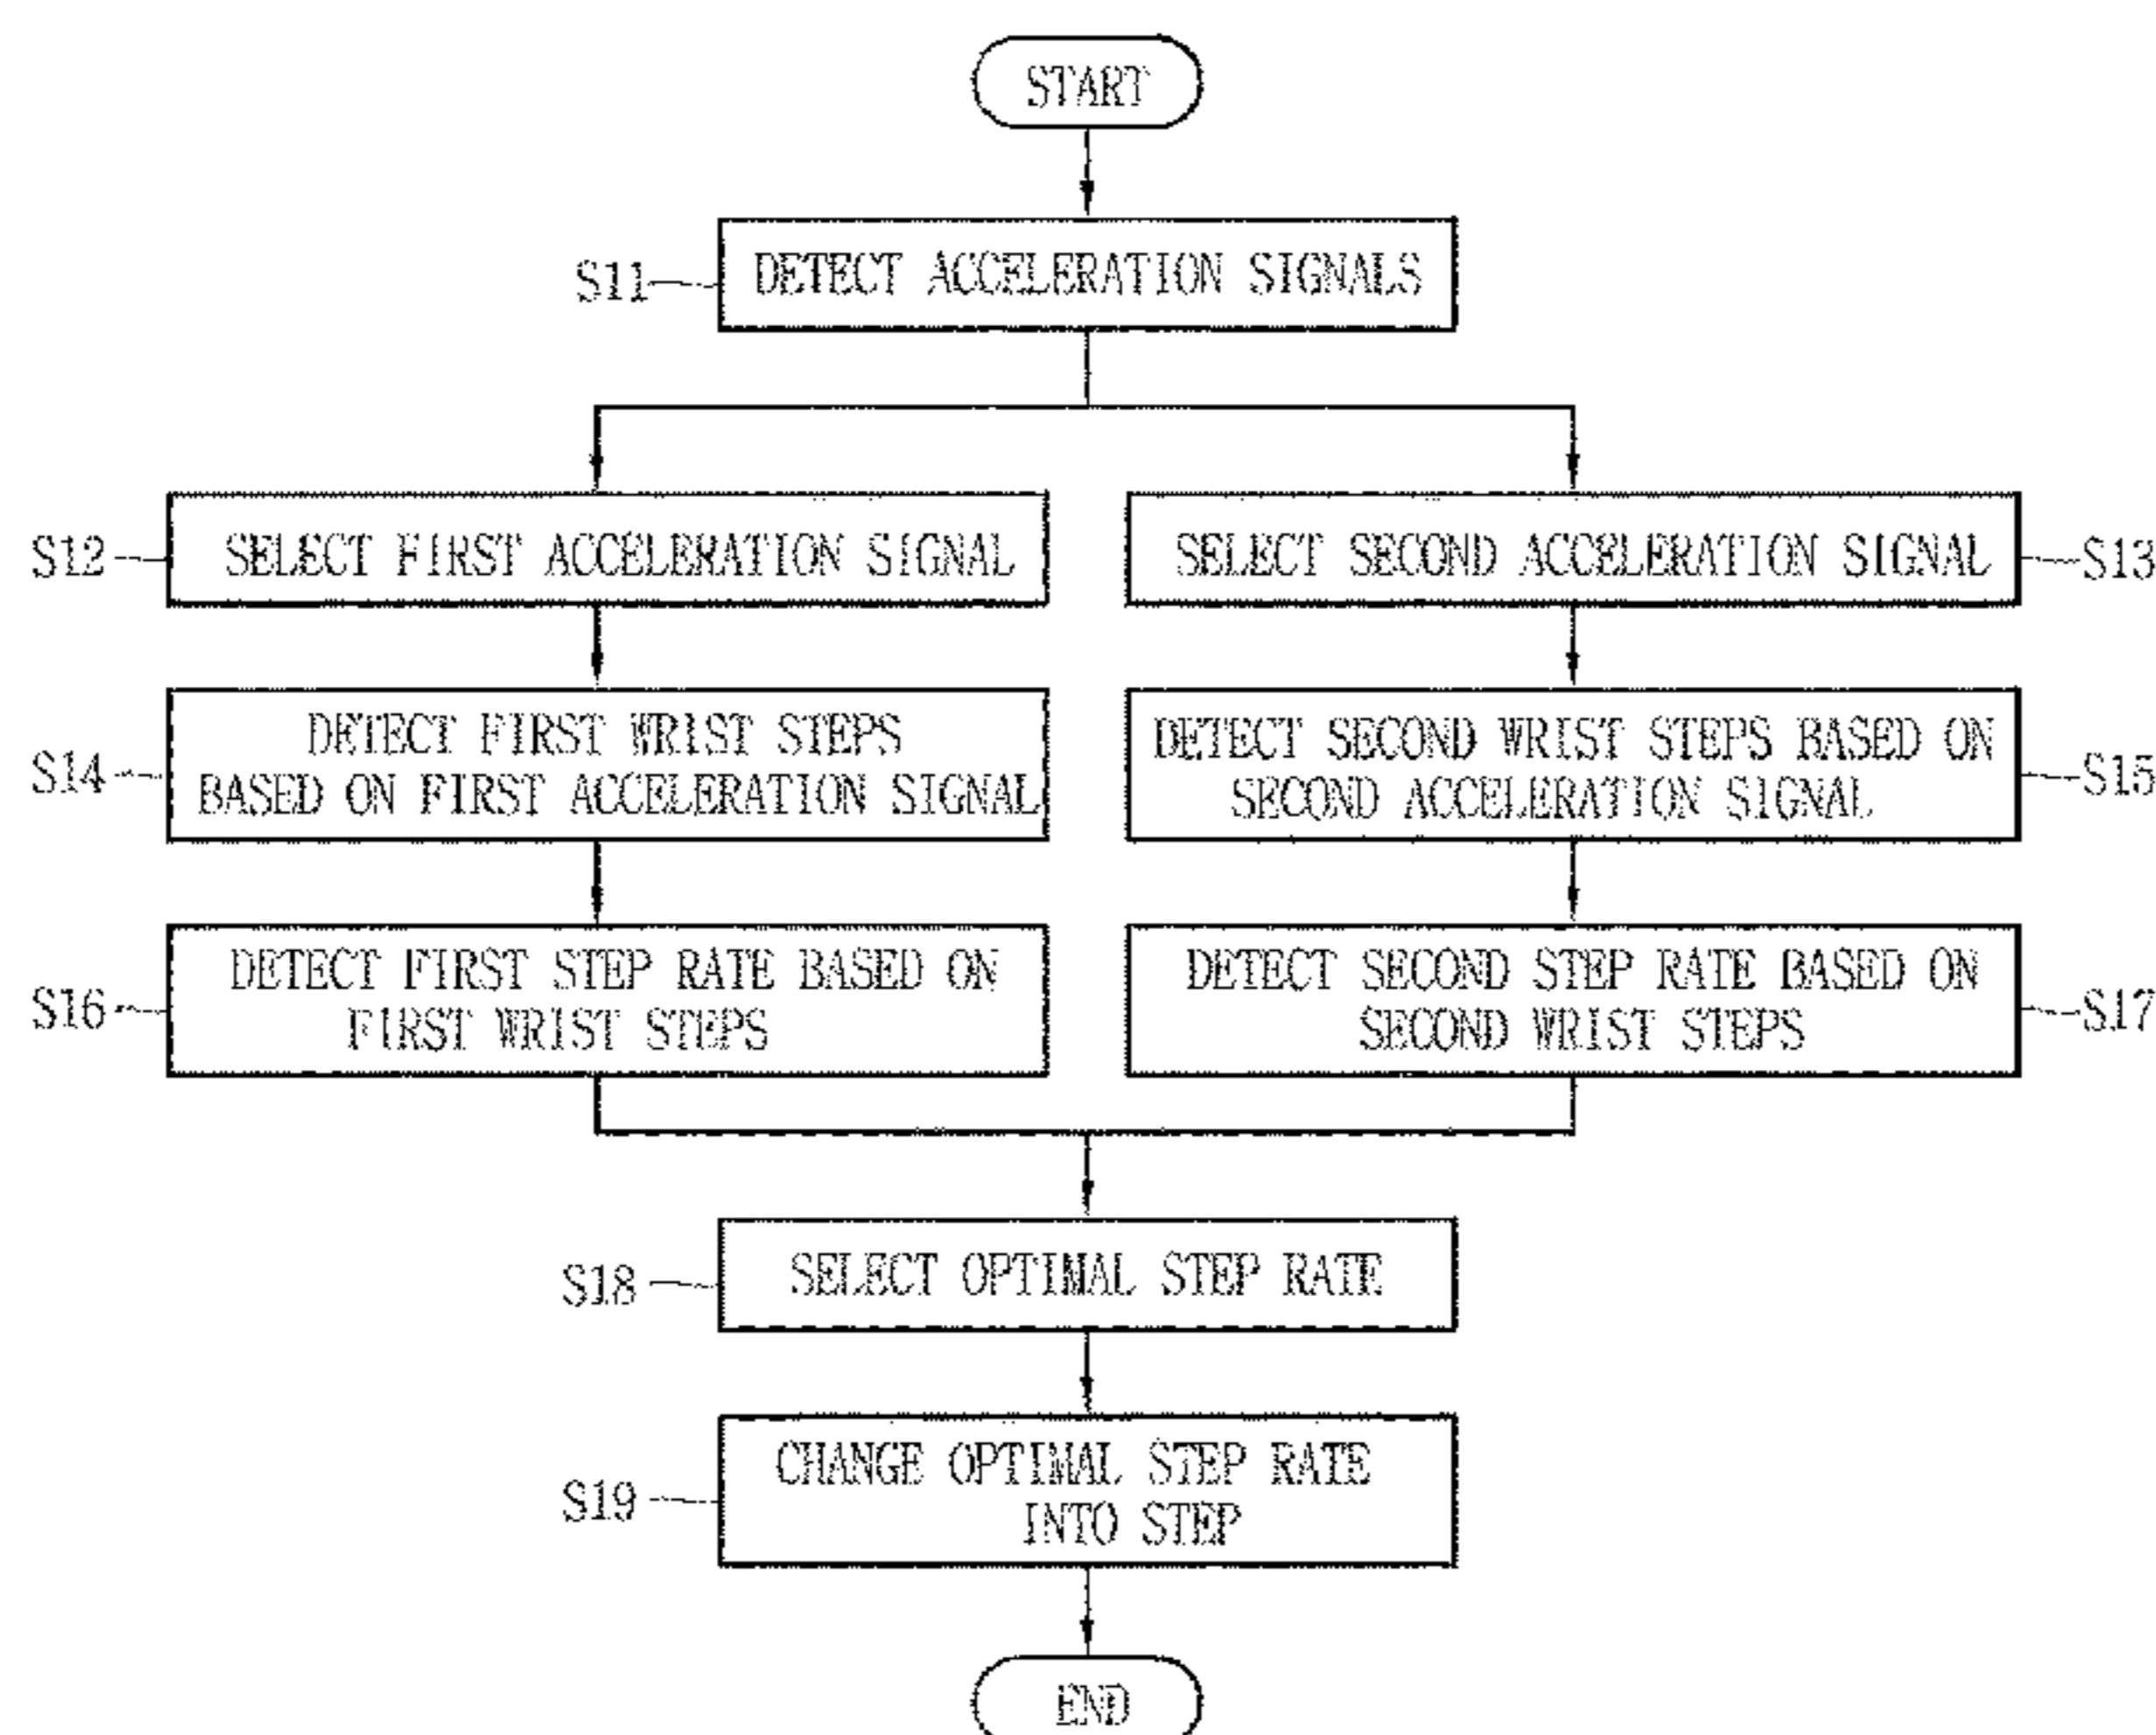 START
S11
DETECT ACCELERATION SIGNALS
S12
SELECT FIRST ACCELERATION SIGNAL
SELECT SECOND ACCELERATION SIGNAL
S13
S14
DETECT FIRST WRIST STEPS
BASED ON FIRST ACCELERATION SIGNAL
DETECT SECOND WRIST STEPS BASED ON
SECOND ACCELERATION SIGNAL
S15
S16
DETECT FIRST STEP RATE BASED ON
FIRST WRIST STEPS
DETECT SECOND STEP RATE BASED ON
SECOND WRIST STEPS
S17
S18
SELECT OPTIMAL STEP RATE
S19
CHANGE OPTIMAL STEP RATE
INTO STEP
END